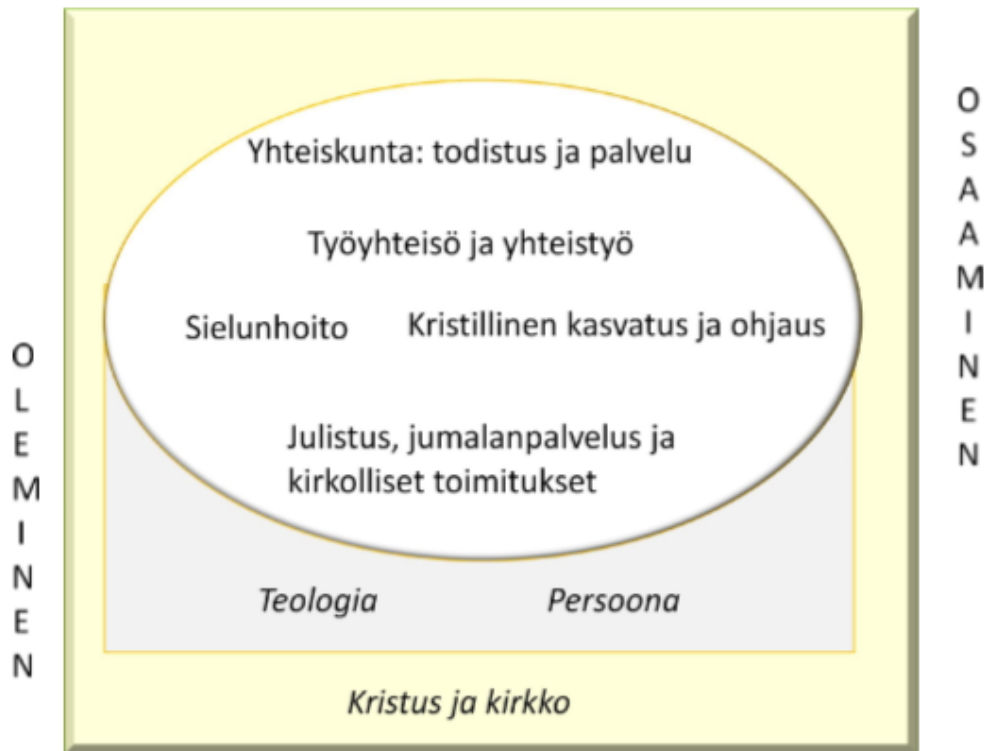 Yhteiskunta: todistus ja palvelu
Työyhteisö ja yhteistyö
Sielunhoito
Kristillinen kasvatus ja ohjaus
Julistus, jumalanpalvelus ja
kirkolliset toimitukset
Teologia
Persoona
Kristus ja kirkko
OLEMINEN
OSAAMINEN